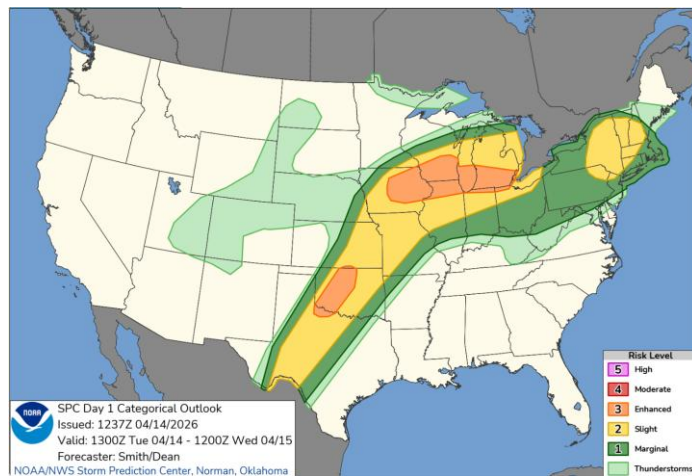 NOAA
SPC Day 1 Categorical Outlook
Issued: 1237Z 04/14/2026
Valid: 1300Z Tue 04/14 - 1200Z Wed 04/15
Forecaster: Smith/Dean
NOAA/NWS Storm Prediction Center, Norman, Oklahoma
Risk Level
5 High
4 Moderate
3 Enhanced
2 Slight
1 Marginal
Thunderstorms